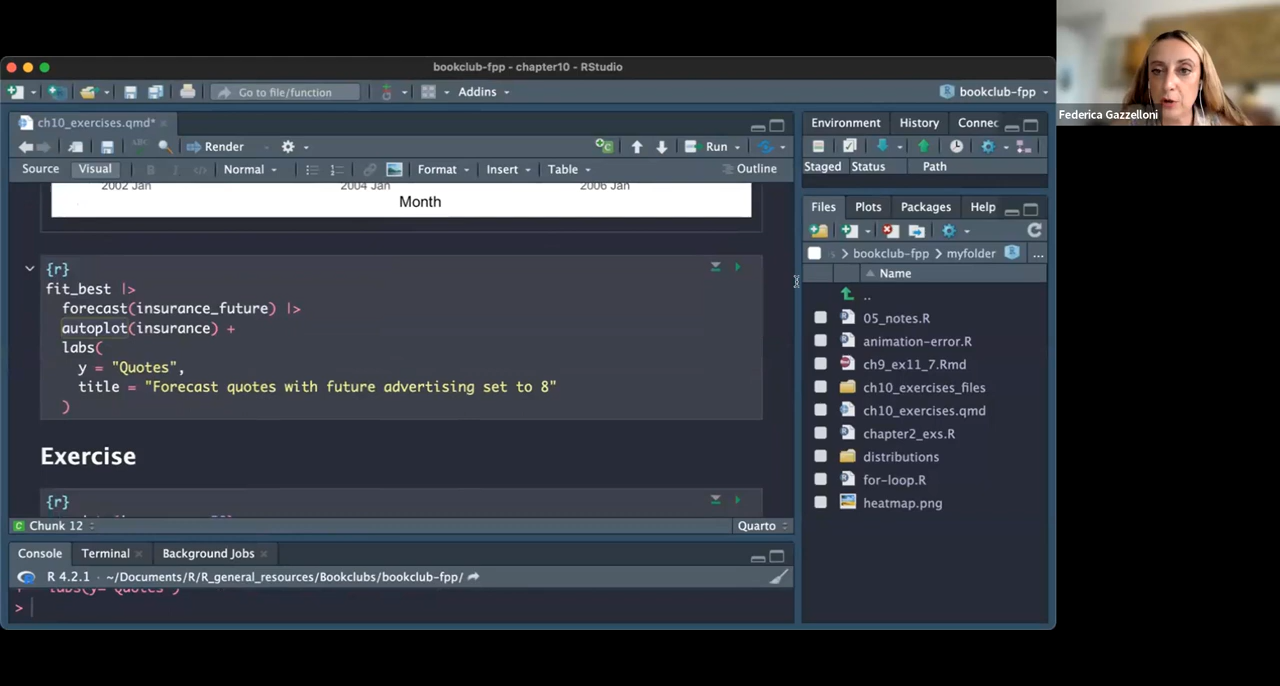 bookclub-fpp - chapter10 - RStudio
Go to file/function
Addins
bookclub-fpp
ch10_exercises.qmd*
Render
Run
Source
Visual
Normal
Format
Insert
Table
Outline
2002 Jan
2004 Jan
2006 Jan
Month
{r}
fit_best |>
forecast(insurance_future) |>
autoplot(insurance) +
labs(
y = "Quotes",
title = "Forecast quotes with future advertising set to 8"
)
Exercise
{r}
Chunk 12
Quarto
Console
Terminal
Background Jobs
R 4.2.1 · ~/Documents/R/R_general_resources/Bookclubs/bookclub-fpp/
>
Environment
History
Connec
Staged
Status
Path
Files
Plots
Packages
Help
bookclub-fpp
myfolder
...
Name
..
05_notes.R
animation-error.R
ch9_ex11_7.Rmd
ch10_exercises_files
ch10_exercises.qmd
chapter2_exs.R
distributions
for-loop.R
heatmap.png
Federica Gazzelloni